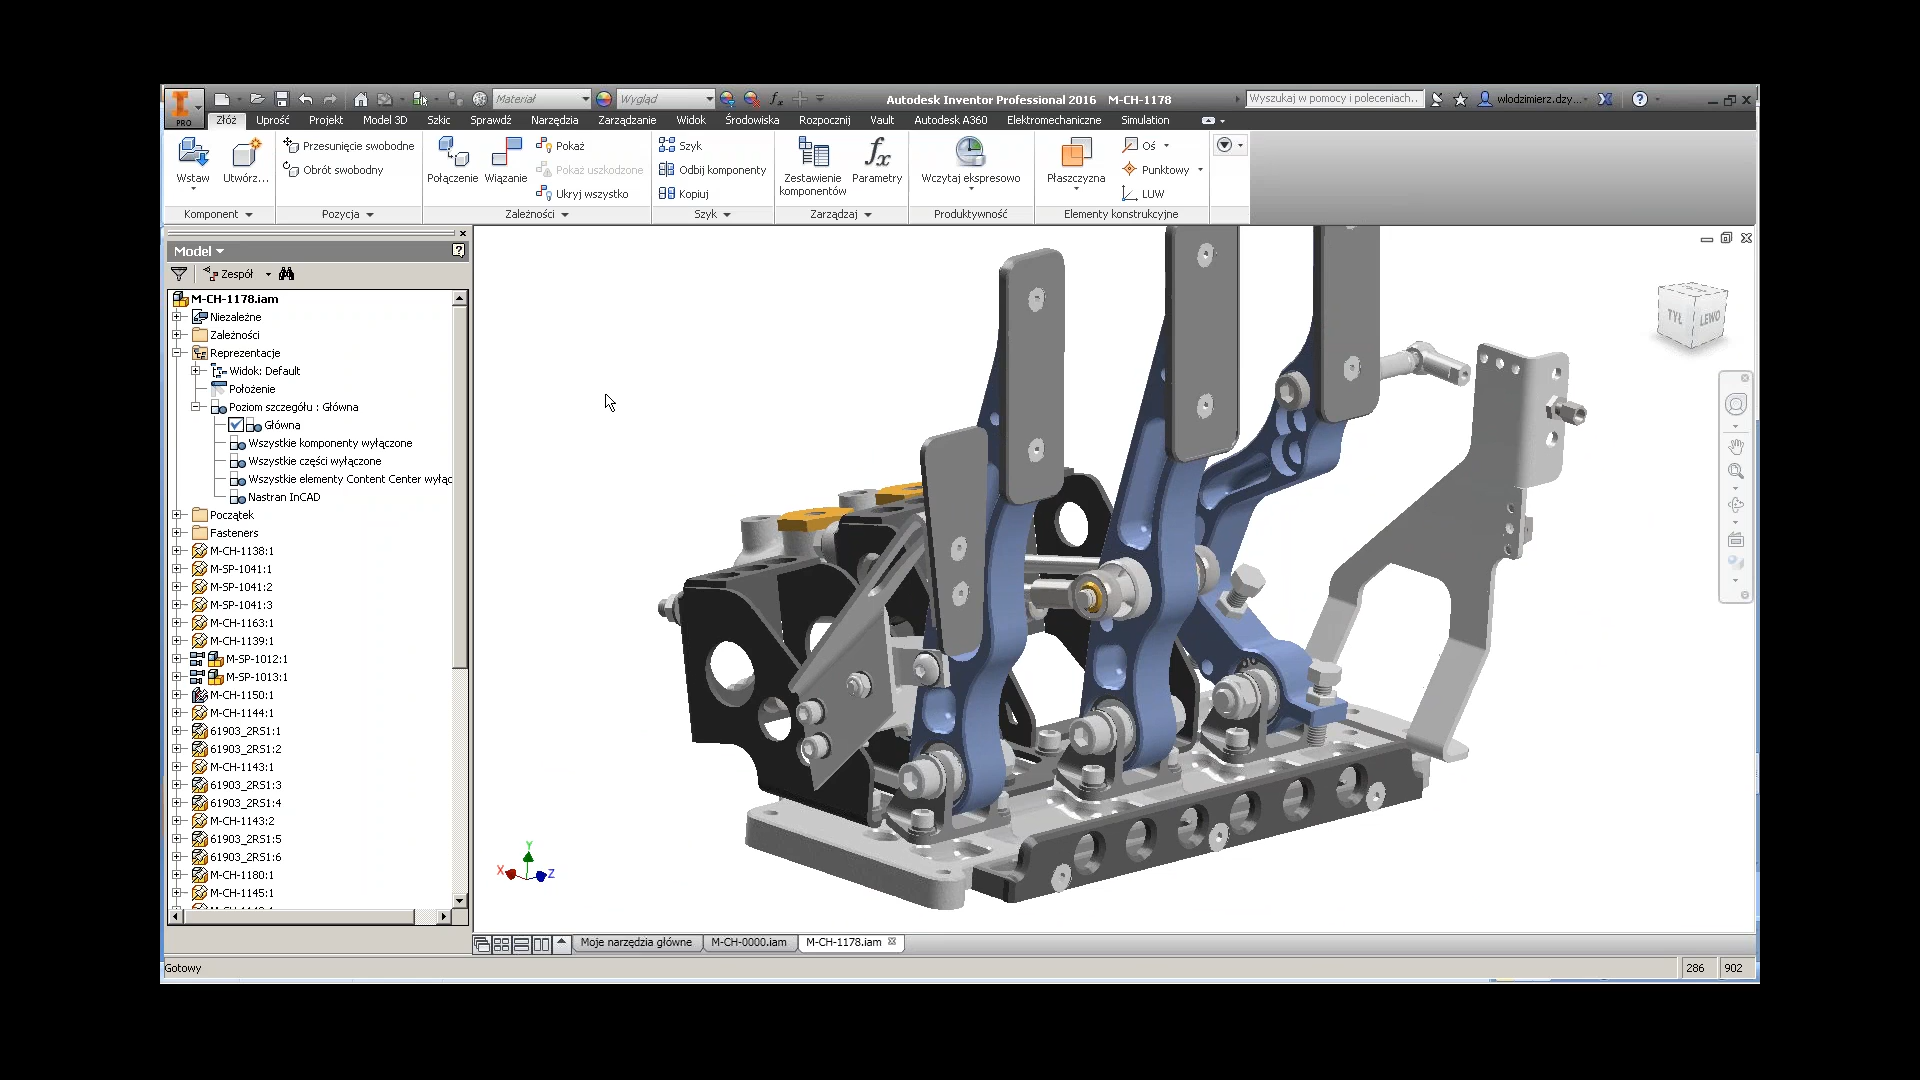 Materiał
Wygląd
Autodesk Inventor Professional 2016 M-CH-1178
Wyszukaj w pomocy i poleceniach...
wlodzimierz.dzy...
PRO
Złóż Uprość Projekt Model 3D Szkic Sprawdź Narzędzia Zarządzanie Widok Środowiska Rozpocznij Vault Autodesk A360 Elektromechaniczne Simulation
Wstaw
Utwórz...
Komponent
Przesunięcie swobodne
Obrót swobodny
Pozycja
Połączenie
Wiązanie
Pokaż
Pokaż uszkodzone
Ukryj wszystko
Zależności
Szyk
Odbij komponenty
Kopiuj
Szyk
Zestawienie
komponentów
Parametry
Zarządzaj
Wczytaj ekspresowo
Produktywność
Płaszczyzna
Oś
Punktowy
LUW
Elementy konstrukcyjne
Model
Zespół
M-CH-1178.iam
Niezależne
Zależności
Reprezentacje
Widok: Default
Położenie
Poziom szczegółu : Główna
Główna
Wszystkie komponenty wyłączone
Wszystkie części wyłączone
Wszystkie elementy Content Center wyłąc
Nastran InCAD
Początek
Fasteners
M-CH-1138:1
M-SP-1041:1
M-SP-1041:2
M-SP-1041:3
M-CH-1163:1
M-CH-1139:1
M-SP-1012:1
M-SP-1013:1
M-CH-1150:1
M-CH-1144:1
61903_2RS1:1
61903_2RS1:2
M-CH-1143:1
61903_2RS1:3
61903_2RS1:4
M-CH-1143:2
61903_2RS1:5
61903_2RS1:6
M-CH-1180:1
M-CH-1145:1
TYŁ LEWO
Y
X
Z
Moje narzędzia główne M-CH-0000.iam M-CH-1178.iam
Gotowy
286 902